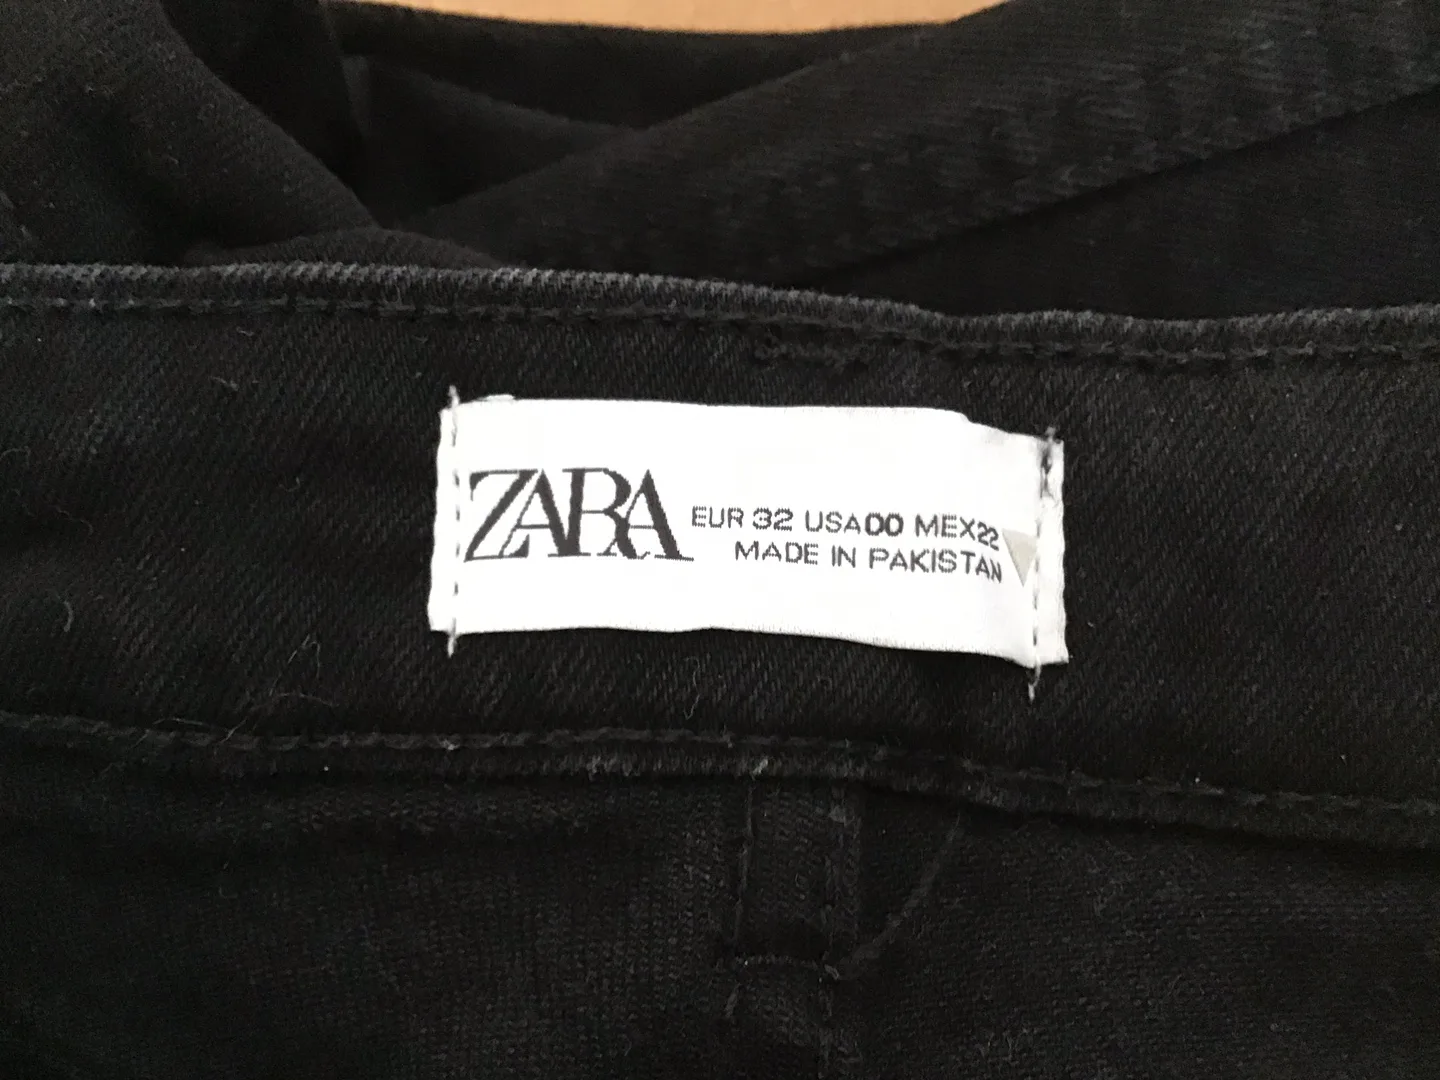 ZARA
EUR 32 USA00 MEX22
MADE IN PAKISTAN